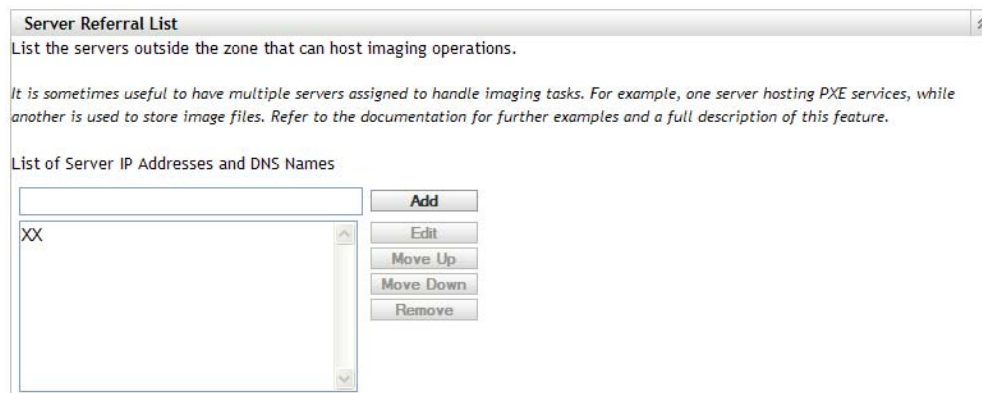 Server Referral List
List the servers outside the zone that can host imaging operations.
It is sometimes useful to have multiple servers assigned to handle imaging tasks. For example, one server hosting PXE services, while
another is used to store image files. Refer to the documentation for further examples and a full description of this feature.
List of Server IP Addresses and DNS Names
Add
XX
Edit
Move Up
Move Down
Remove